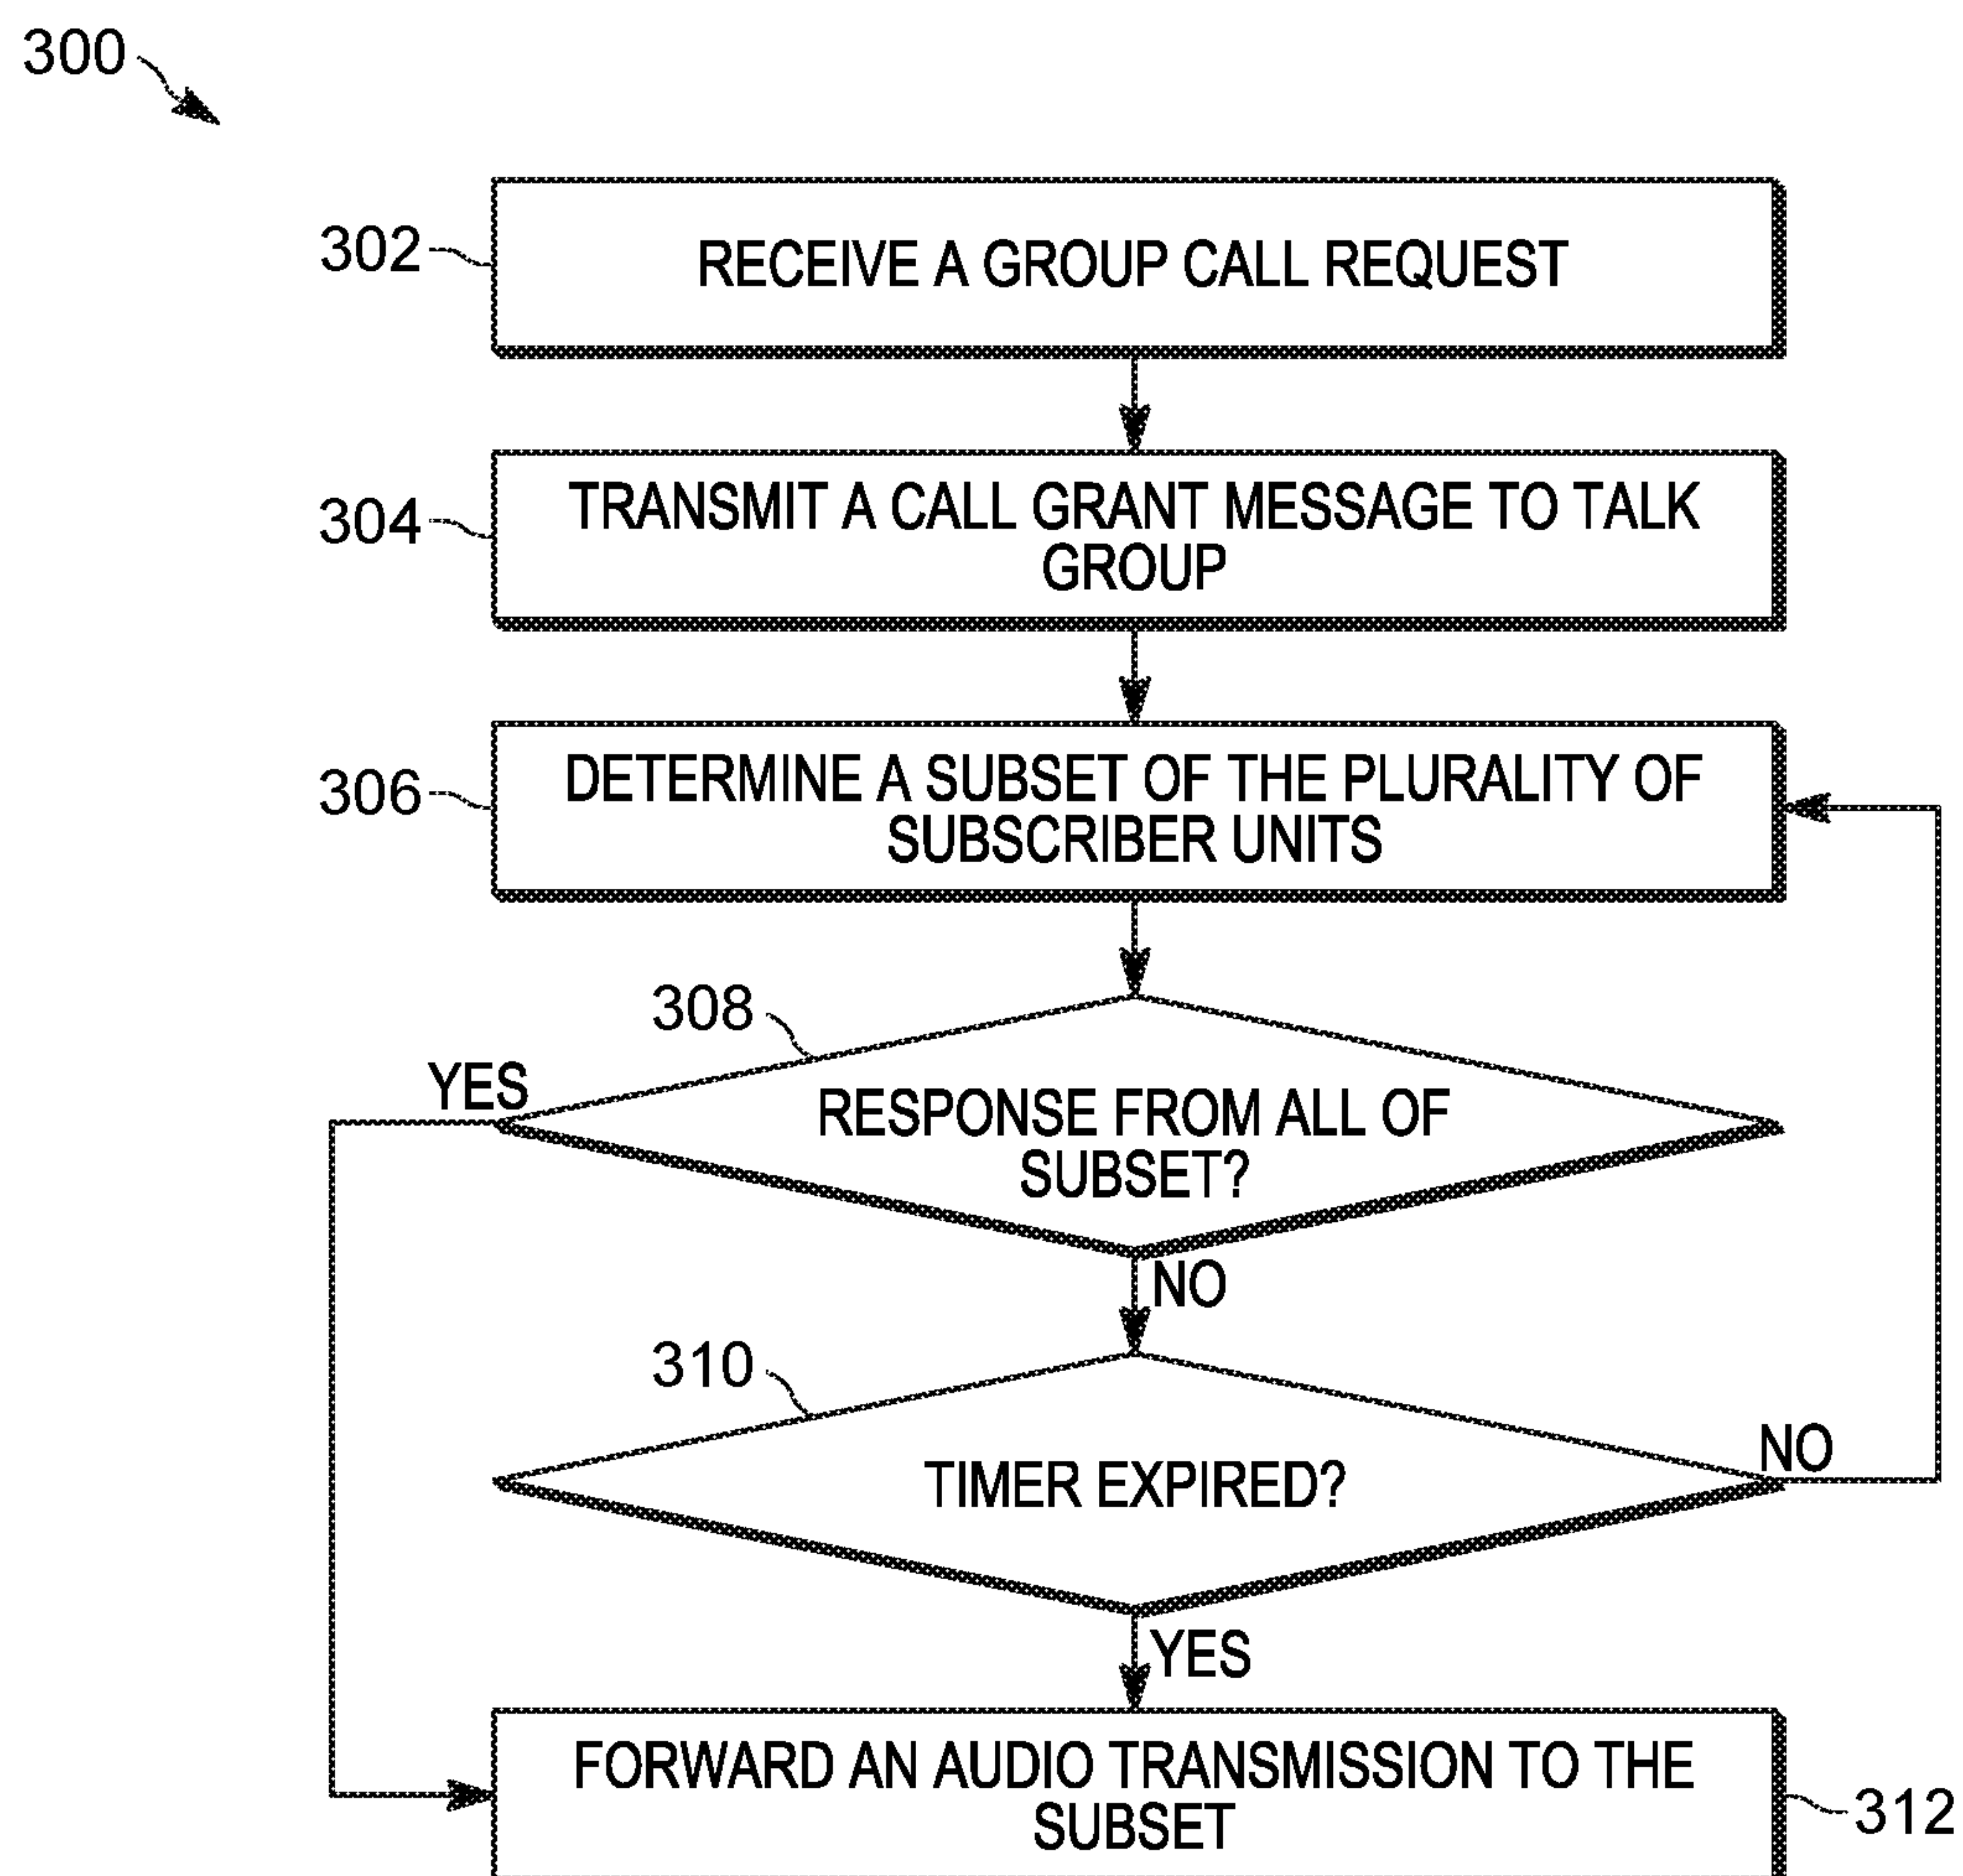 300
302
RECEIVE A GROUP CALL REQUEST
304
TRANSMIT A CALL GRANT MESSAGE TO TALK
GROUP
306
DETERMINE A SUBSET OF THE PLURALITY OF
SUBSCRIBER UNITS
308
YES
RESPONSE FROM ALL OF
SUBSET?
NO
310
TIMER EXPIRED?
NO
YES
FORWARD AN AUDIO TRANSMISSION TO THE
SUBSET
312